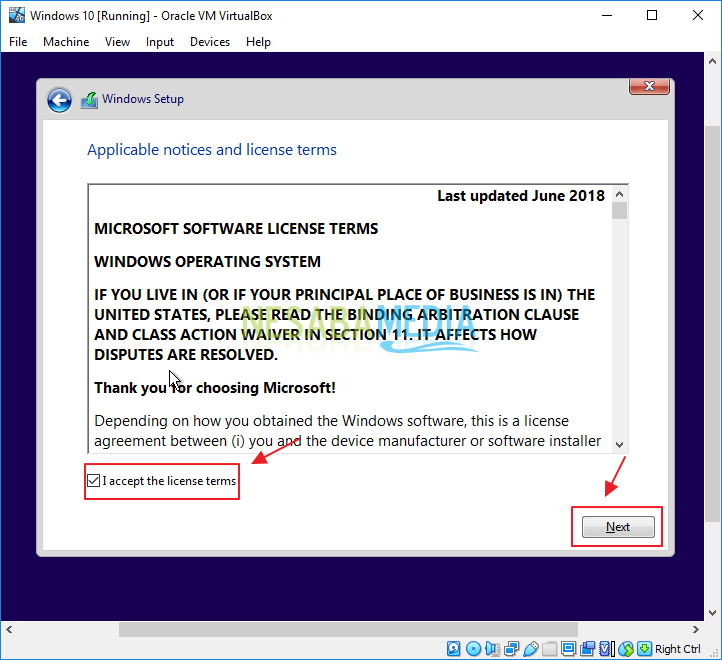 Windows 10 [Running] - Oracle VM VirtualBox
File Machine View Input Devices Help
Windows Setup
Applicable notices and license terms
Last updated June 2018
MICROSOFT SOFTWARE LICENSE TERMS
WINDOWS OPERATING SYSTEM
IF YOU LIVE IN (OR IF YOUR PRINCIPAL PLACE OF BUSINESS IS IN) THE
UNITED STATES, PLEASE READ THE BINDING ARBITRATION CLAUSE
AND CLASS ACTION WAIVER IN SECTION 11. IT AFFECTS HOW
DISPUTES ARE RESOLVED.
NESABAMEDIA
Thank you for choosing Microsoft!
Depending on how you obtained the Windows software, this is a license
agreement between (i) you and the device manufacturer or software installer
I accept the license terms
Next
Right Ctrl